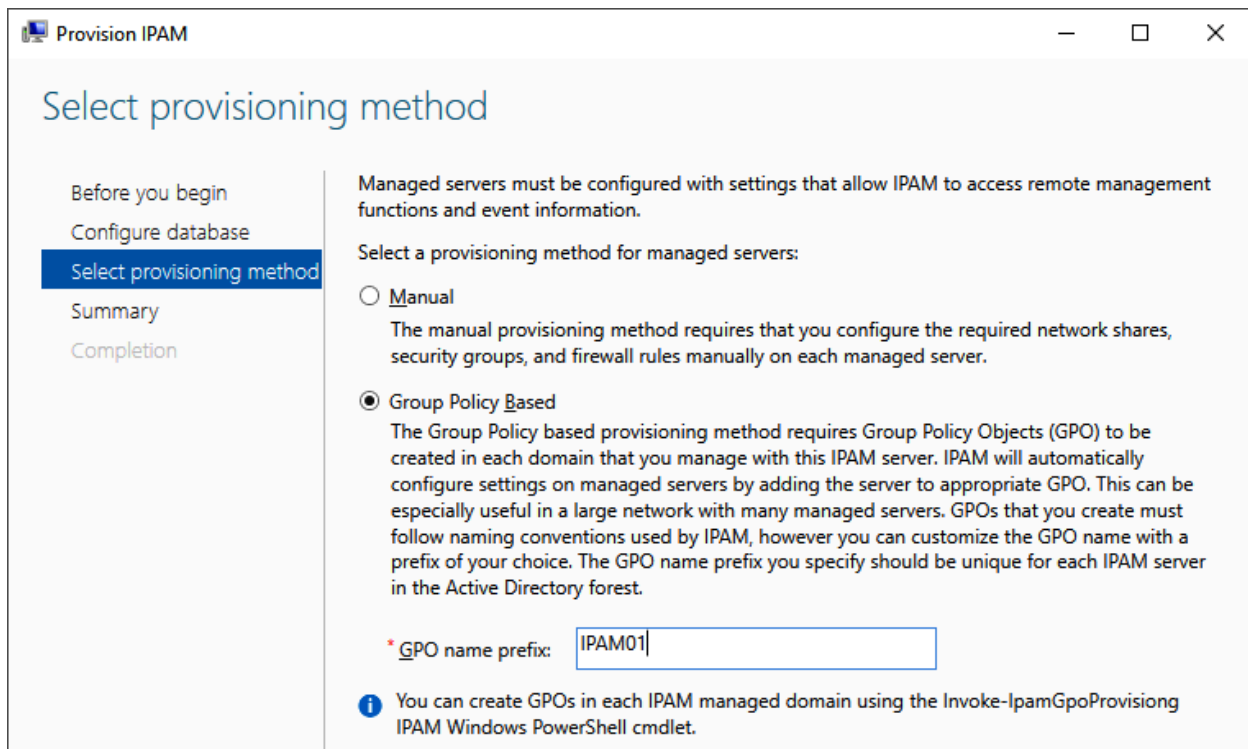 Provision IPAM
Select provisioning method
Before you begin
Configure database
Select provisioning method
Summary
Completion
Managed servers must be configured with settings that allow IPAM to access remote management
functions and event information.
Select a provisioning method for managed servers:
Manual
The manual provisioning method requires that you configure the required network shares,
security groups, and firewall rules manually on each managed server.
Group Policy Based
The Group Policy based provisioning method requires Group Policy Objects (GPO) to be
created in each domain that you manage with this IPAM server. IPAM will automatically
configure settings on managed servers by adding the server to appropriate GPO. This can be
especially useful in a large network with many managed servers. GPOs that you create must
follow naming conventions used by IPAM, however you can customize the GPO name with a
prefix of your choice. The GPO name prefix you specify should be unique for each IPAM server
in the Active Directory forest.
* GPO name prefix: IPAM01
You can create GPOs in each IPAM managed domain using the Invoke-IpamGpoProvisiong
IPAM Windows PowerShell cmdlet.